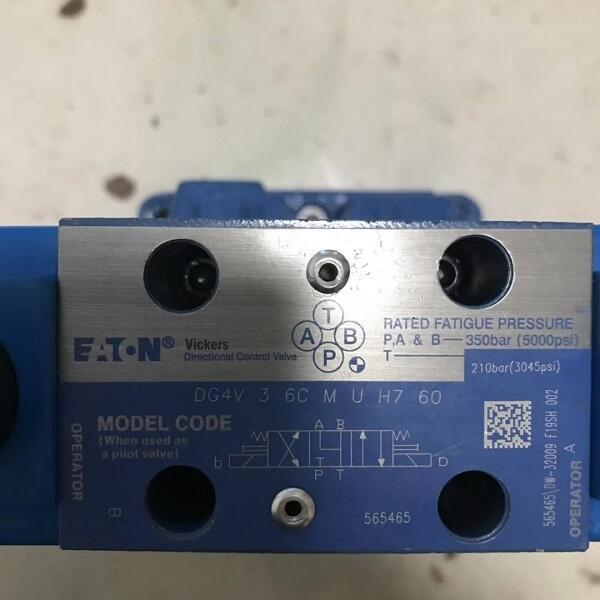 T
A B
P
EATON® Vickers
Directional Control Valve
RATED FATIGUE PRESSURE
P,A & B—350bar (5000psi)
T—
210bar(3045psi)
DG4V 3 6C M U H7 60
MODEL CODE
(When used as
a pilot valve)
A B
b
P T
565465
565465\0W-32009 F19SH 002
OPERATOR A
OPERATOR
B